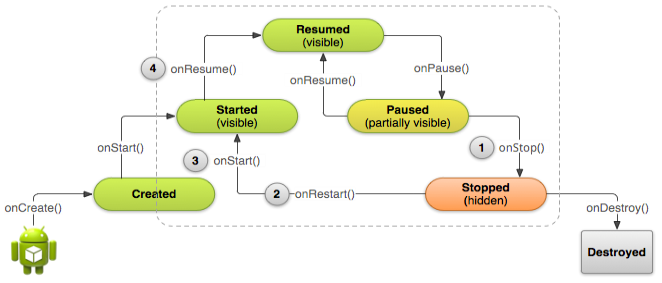 Resumed
(visible)
4
onResume()
onPause()
onResume()
Started
(visible)
Paused
(partially visible)
onStart()
3
onStart()
1
onStop()
Created
2
onRestart()
Stopped
(hidden)
onCreate()
onDestroy()
Destroyed